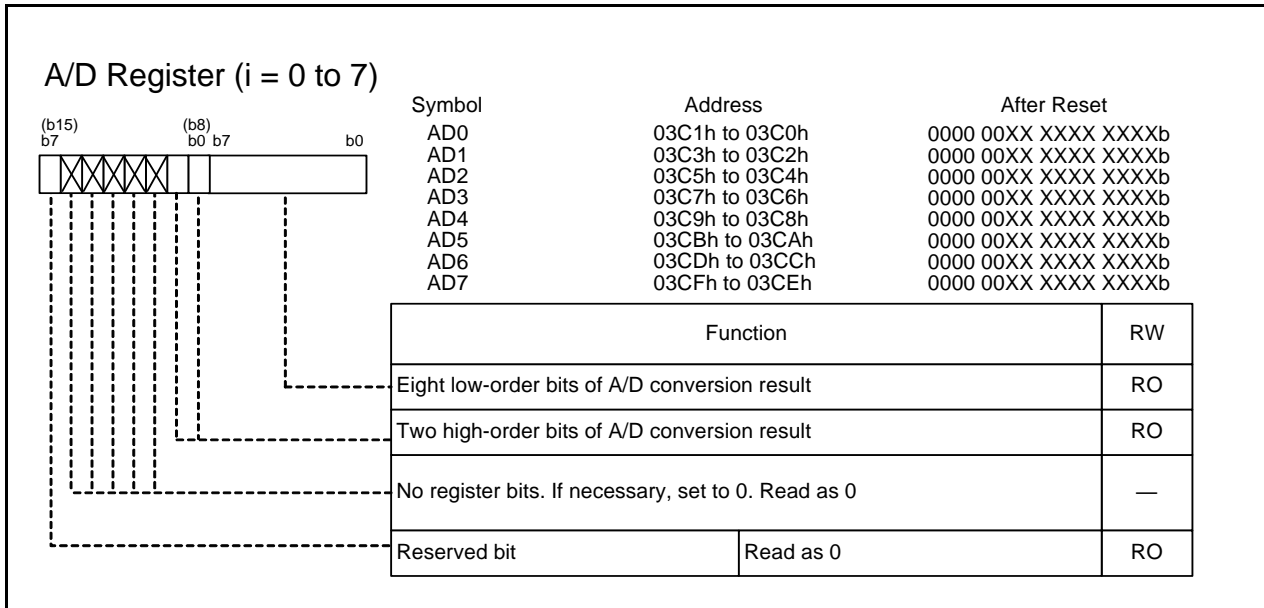 A/D Register (i = 0 to 7)
Symbol Address After Reset
(b15) (b8)
b7 b0 b7 b0
AD0 03C1h to 03C0h 0000 00XX XXXX XXXXb
AD1 03C3h to 03C2h 0000 00XX XXXX XXXXb
AD2 03C5h to 03C4h 0000 00XX XXXX XXXXb
AD3 03C7h to 03C6h 0000 00XX XXXX XXXXb
AD4 03C9h to 03C8h 0000 00XX XXXX XXXXb
AD5 03CBh to 03CAh 0000 00XX XXXX XXXXb
AD6 03CDh to 03CCh 0000 00XX XXXX XXXXb
AD7 03CFh to 03CEh 0000 00XX XXXX XXXXb
Function RW
Eight low-order bits of A/D conversion result RO
Two high-order bits of A/D conversion result RO
No register bits. If necessary, set to 0. Read as 0 —
Reserved bit Read as 0 RO